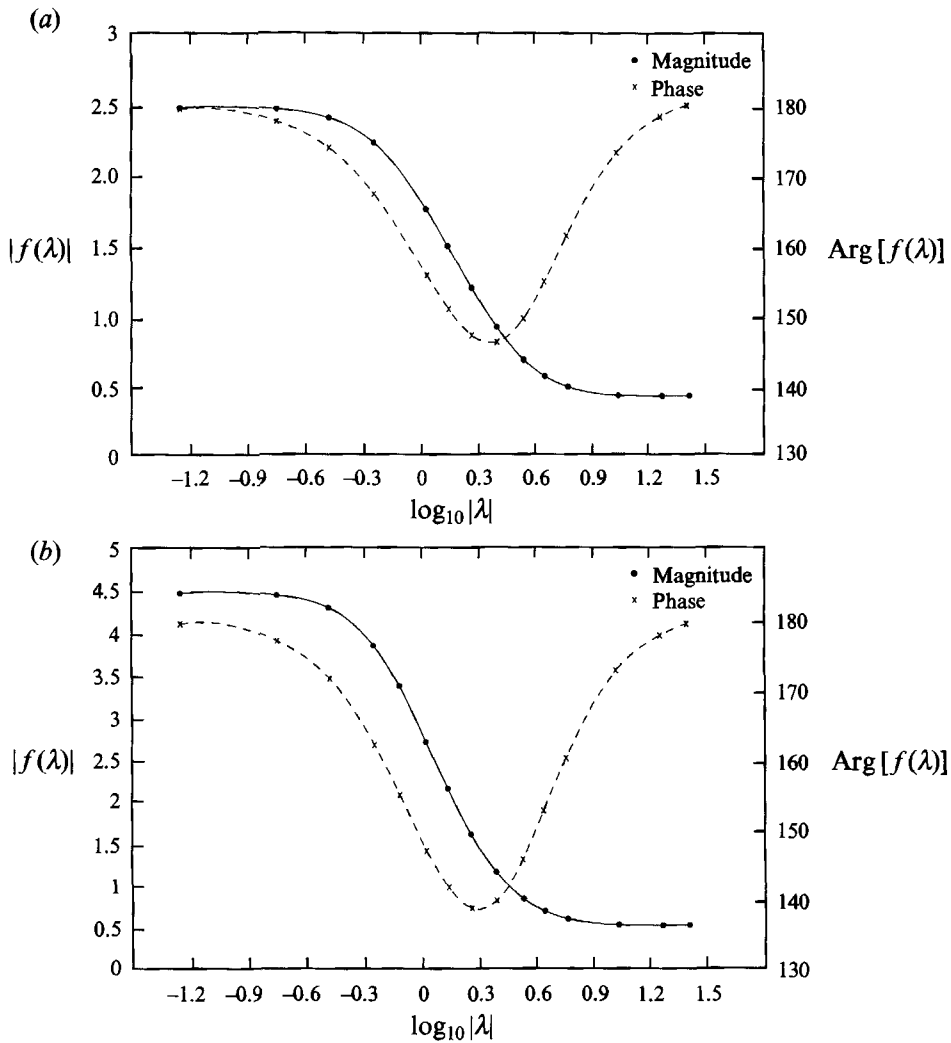 (a)
3
2.5
2.0
1.5
1.0
0.5
0
|f(λ)|
Magnitude
Phase
180
170
160
150
140
130
Arg [f(λ)]
−1.2 −0.9 −0.6 −0.3 0 0.3 0.6 0.9 1.2 1.5
log₁₀|λ|
(b)
5
4.5
4
3.5
3
2.5
2
1.5
1
0.5
0
|f(λ)|
Magnitude
Phase
180
170
160
150
140
130
Arg [f(λ)]
−1.2 −0.9 −0.6 −0.3 0 0.3 0.6 0.9 1.2 1.5
log₁₀|λ|